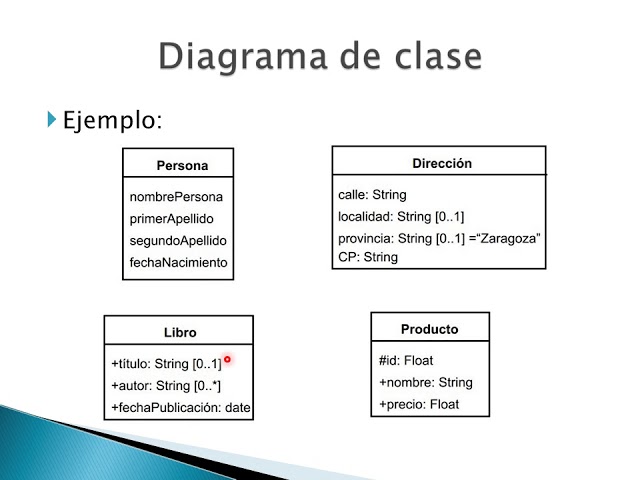 Diagrama de clase
Ejemplo:
Persona
nombrePersona
primerApellido
segundoApellido
fechaNacimiento
Dirección
calle: String
localidad: String [0..1]
provincia: String [0..1] =“Zaragoza”
CP: String
Libro
+título: String [0..1]
+autor: String [0..*]
+fechaPublicación: date
Producto
#id: Float
+nombre: String
+precio: Float